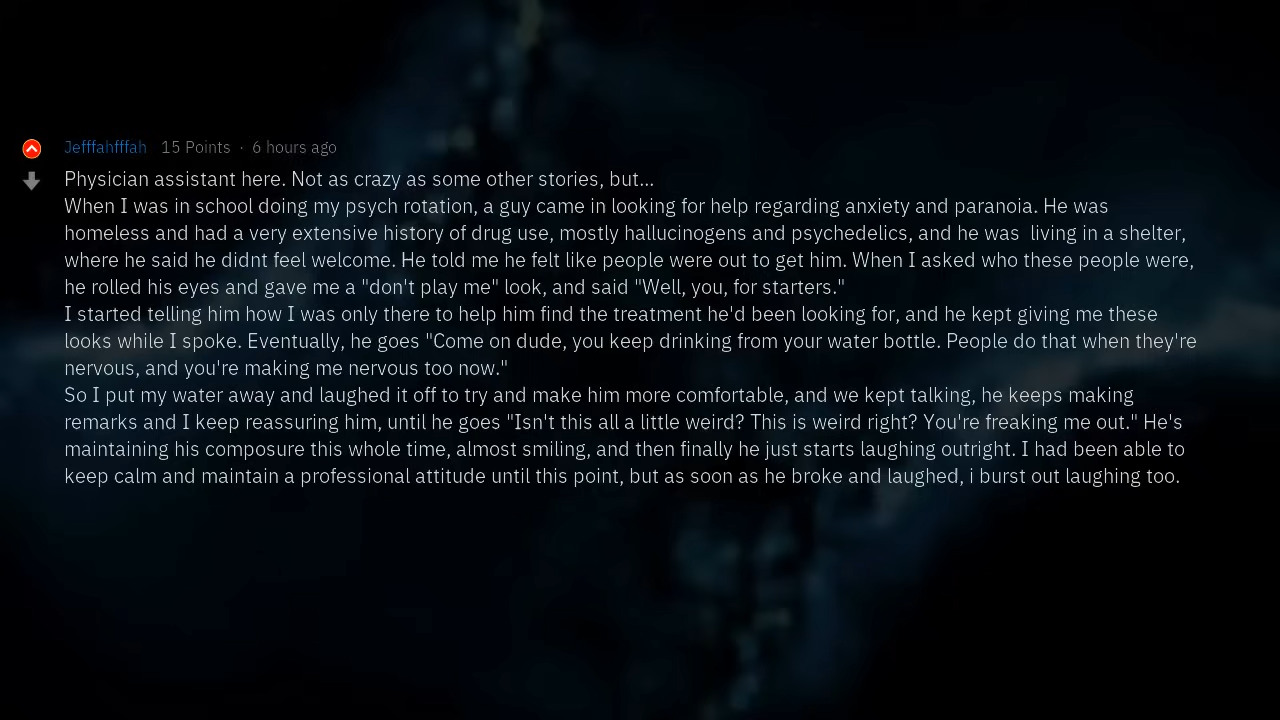 Jefffahfffah 15 Points · 6 hours ago
Physician assistant here. Not as crazy as some other stories, but...
When I was in school doing my psych rotation, a guy came in looking for help regarding anxiety and paranoia. He was
homeless and had a very extensive history of drug use, mostly hallucinogens and psychedelics, and he was  living in a shelter,
where he said he didnt feel welcome. He told me he felt like people were out to get him. When I asked who these people were,
he rolled his eyes and gave me a "don't play me" look, and said "Well, you, for starters."
I started telling him how I was only there to help him find the treatment he'd been looking for, and he kept giving me these
looks while I spoke. Eventually, he goes "Come on dude, you keep drinking from your water bottle. People do that when they're
nervous, and you're making me nervous too now."
So I put my water away and laughed it off to try and make him more comfortable, and we kept talking, he keeps making
remarks and I keep reassuring him, until he goes "Isn't this all a little weird? This is weird right? You're freaking me out." He's
maintaining his composure this whole time, almost smiling, and then finally he just starts laughing outright. I had been able to
keep calm and maintain a professional attitude until this point, but as soon as he broke and laughed, i burst out laughing too.